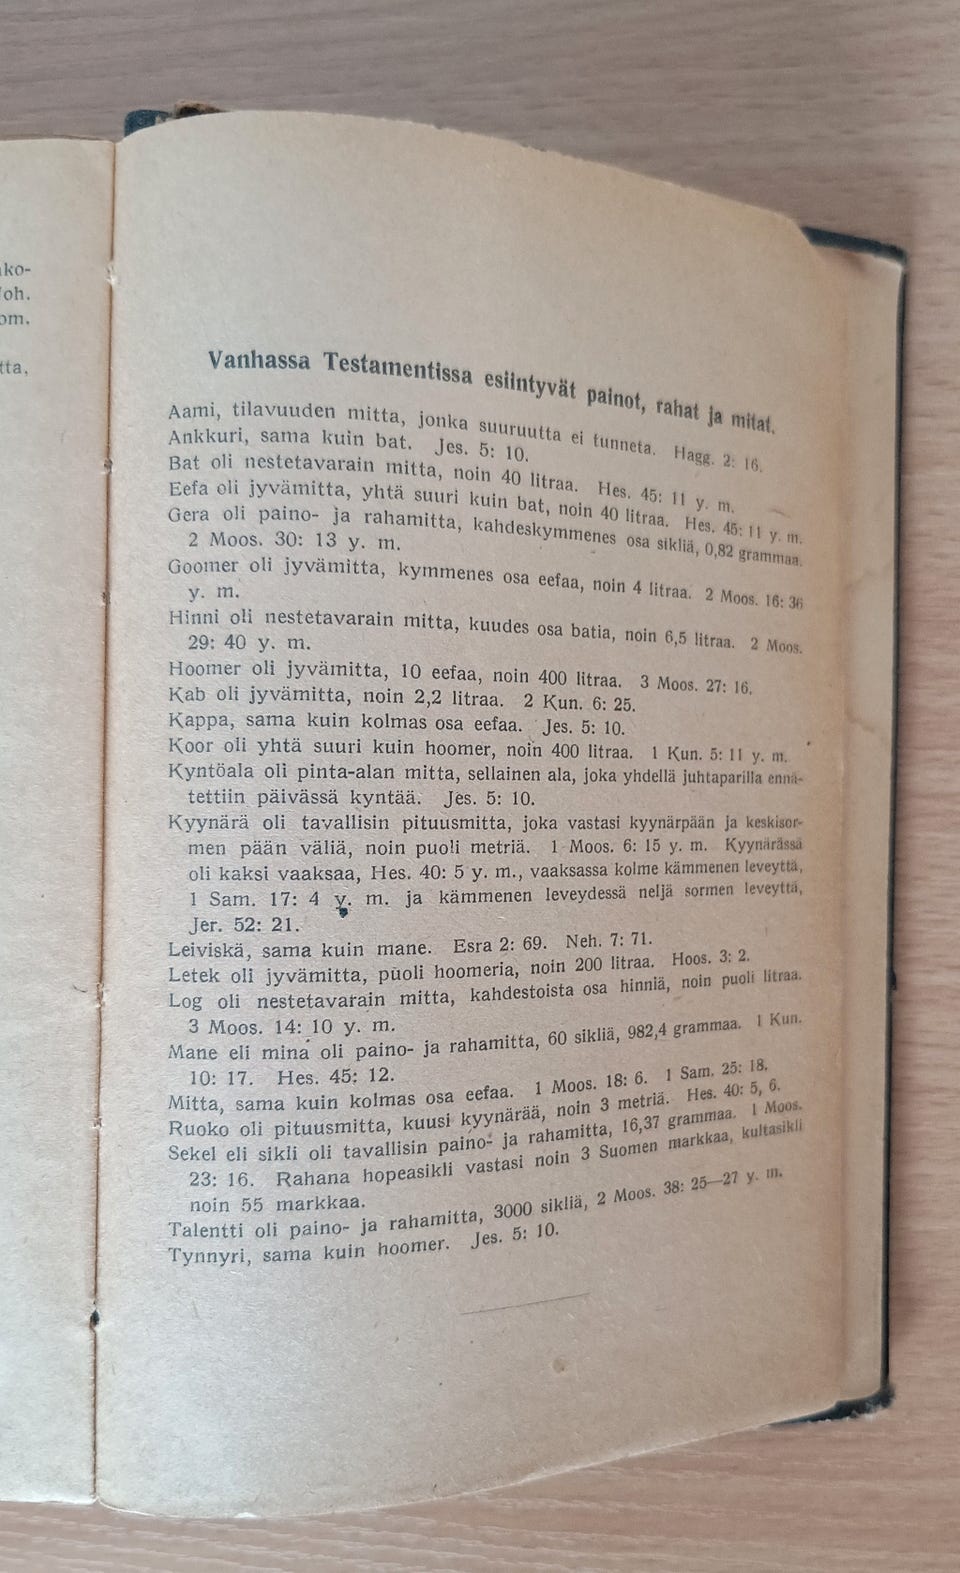 ako-
Joh.
om.
tta,
Vanhassa Testamentissa esiintyvät painot, rahat ja mitat.
Aami, tilavuuden mitta, jonka suuruutta ei tunneta. Hagg. 2: 16.
Ankkuri, sama kuin bat. Jes. 5: 10.
Bat oli nestetavarain mitta, noin 40 litraa. Hes. 45: 11 y. m.
Eefa oli jyvämitta, yhtä suuri kuin bat, noin 40 litraa. Hes. 45: 11 y. m.
Gera oli paino- ja rahamitta, kahdeskymmenes osa sikliä, 0,82 grammaa.
2 Moos. 30: 13 y. m.
Goomer oli jyvämitta, kymmenes osa eefaa, noin 4 litraa. 2 Moos. 16: 36
y. m.
Hinni oli nestetavarain mitta, kuudes osa batia, noin 6,5 litraa. 2 Moos.
29: 40 y. m.
Hoomer oli jyvämitta, 10 eefaa, noin 400 litraa. 3 Moos. 27: 16.
Kab oli jyvämitta, noin 2,2 litraa. 2 Kun. 6: 25.
Kappa, sama kuin kolmas osa eefaa. Jes. 5: 10.
Koor oli yhtä suuri kuin hoomer, noin 400 litraa. 1 Kun. 5: 11 y. m.
Kyntöala oli pinta-alan mitta, sellainen ala, joka yhdellä juhtaparilla ennä-
tettiin päivässä kyntää. Jes. 5: 10.
Kyynärä oli tavallisin pituusmitta, joka vastasi kyynärpään ja keskisor-
men pään väliä, noin puoli metriä. 1 Moos. 6: 15 y. m. Kyynärässä
oli kaksi vaaksaa, Hes. 40: 5 y. m., vaaksassa kolme kämmenen leveyttä,
1 Sam. 17: 4 y. m. ja kämmenen leveydessä neljä sormen leveyttä,
Jer. 52: 21.
Leiviskä, sama kuin mane. Esra 2: 69. Neh. 7: 71.
Letek oli jyvämitta, puoli hoomeria, noin 200 litraa. Hoos. 3: 2.
Log oli nestetavarain mitta, kahdestoista osa hinniä, noin puoli litraa.
3 Moos. 14: 10 y. m.
Mane eli mina oli paino- ja rahamitta, 60 sikliä, 982,4 grammaa. 1 Kun.
10: 17. Hes. 45: 12.
Mitta, sama kuin kolmas osa eefaa. 1 Moos. 18: 6. 1 Sam. 25: 18.
Ruoko oli pituusmitta, kuusi kyynärää, noin 3 metriä. Hes. 40: 5, 6.
Sekel eli sikli oli tavallisin paino- ja rahamitta, 16,37 grammaa. 1 Moos.
23: 16. Rahana hopeasikli vastasi noin 3 Suomen markkaa, kultasikli
noin 55 markkaa.
Talentti oli paino- ja rahamitta, 3000 sikliä, 2 Moos. 38: 25—27 y. m.
Tynnyri, sama kuin hoomer. Jes. 5: 10.